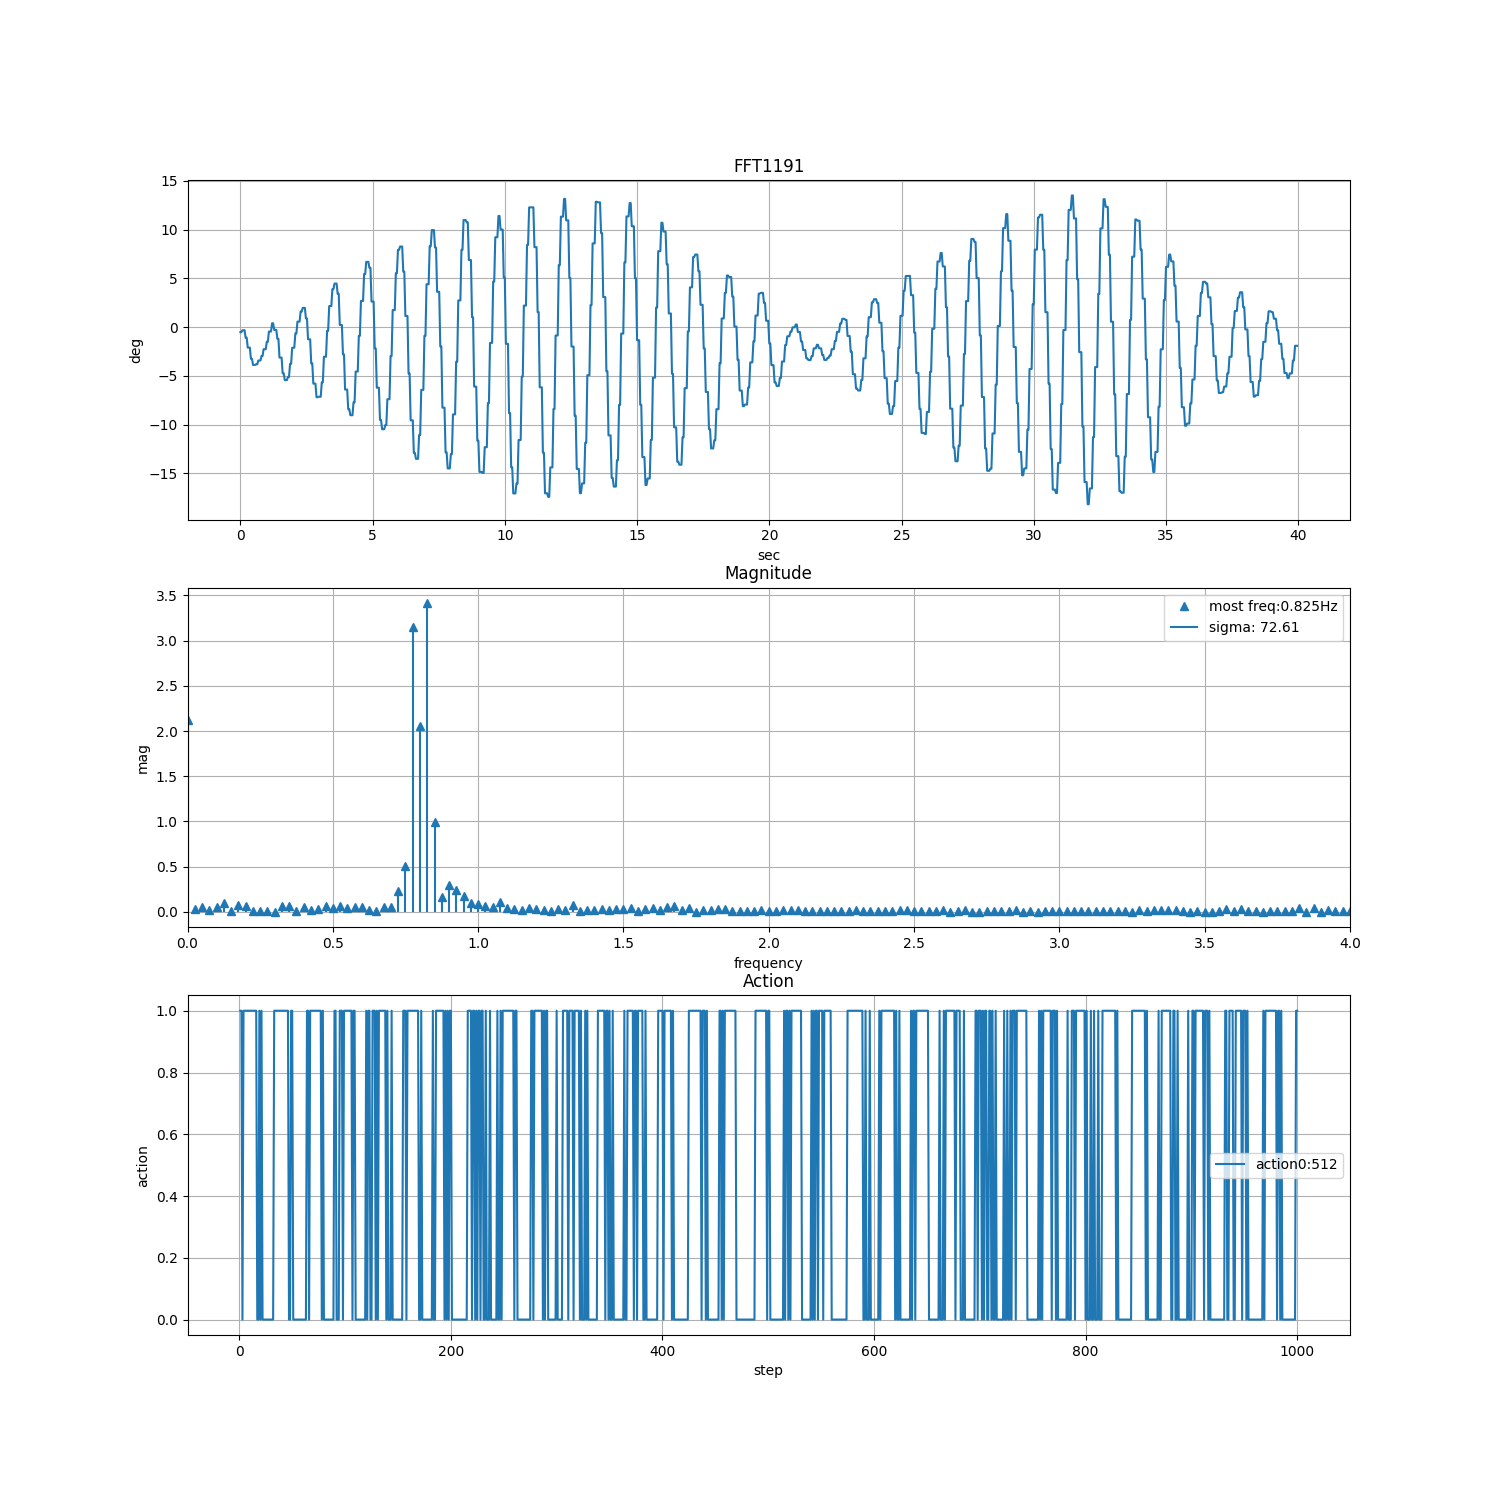 FFT1191
15
10
5
0
−5
−10
−15
deg
0 5 10 15 20 25 30 35 40
sec
Magnitude
3.5
3.0
2.5
2.0
1.5
1.0
0.5
0.0
mag
most freq:0.825Hz
sigma: 72.61
0.0 0.5 1.0 1.5 2.0 2.5 3.0 3.5 4.0
frequency
Action
1.0
0.8
0.6
0.4
0.2
0.0
action
action0:512
0 200 400 600 800 1000
step